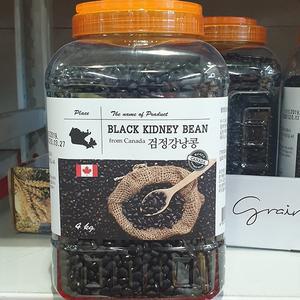 Place
The name of Product
BLACK KIDNEY BEAN
from Canada 검정강낭콩
4 kg
Grain